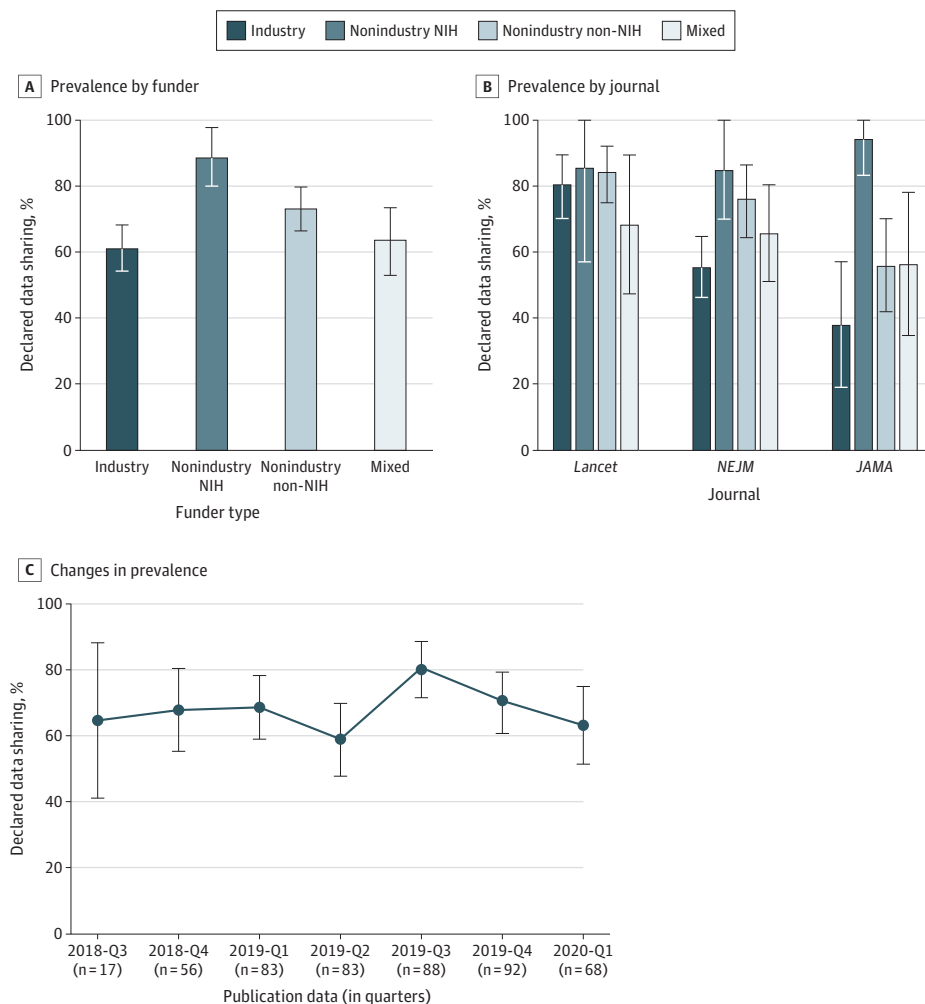 Industry Nonindustry NIH Nonindustry non-NIH Mixed
A Prevalence by funder
100
80
60
40
20
0
Declared data sharing, %
Industry Nonindustry NIH Nonindustry non-NIH Mixed
Funder type
B Prevalence by journal
100
80
60
40
20
0
Declared data sharing, %
Lancet NEJM JAMA
Journal
C Changes in prevalence
100
80
60
40
20
0
Declared data sharing, %
2018-Q3 2018-Q4 2019-Q1 2019-Q2 2019-Q3 2019-Q4 2020-Q1
(n=17) (n=56) (n=83) (n=83) (n=88) (n=92) (n=68)
Publication data (in quarters)